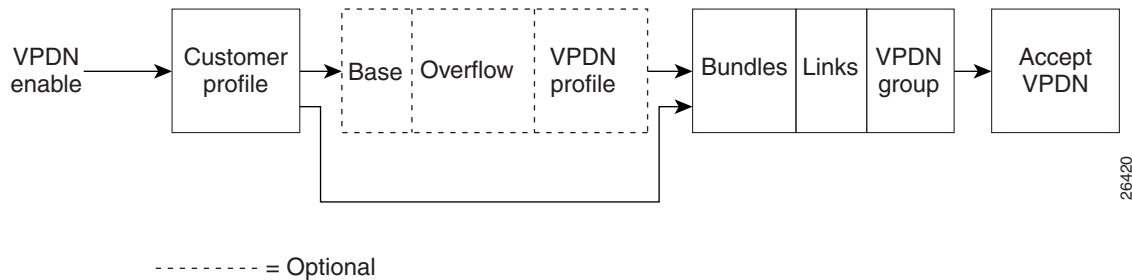 VPDN
enable
Customer
profile
Base
Overflow
VPDN
profile
Bundles
Links
VPDN
group
Accept
VPDN
26420
= Optional